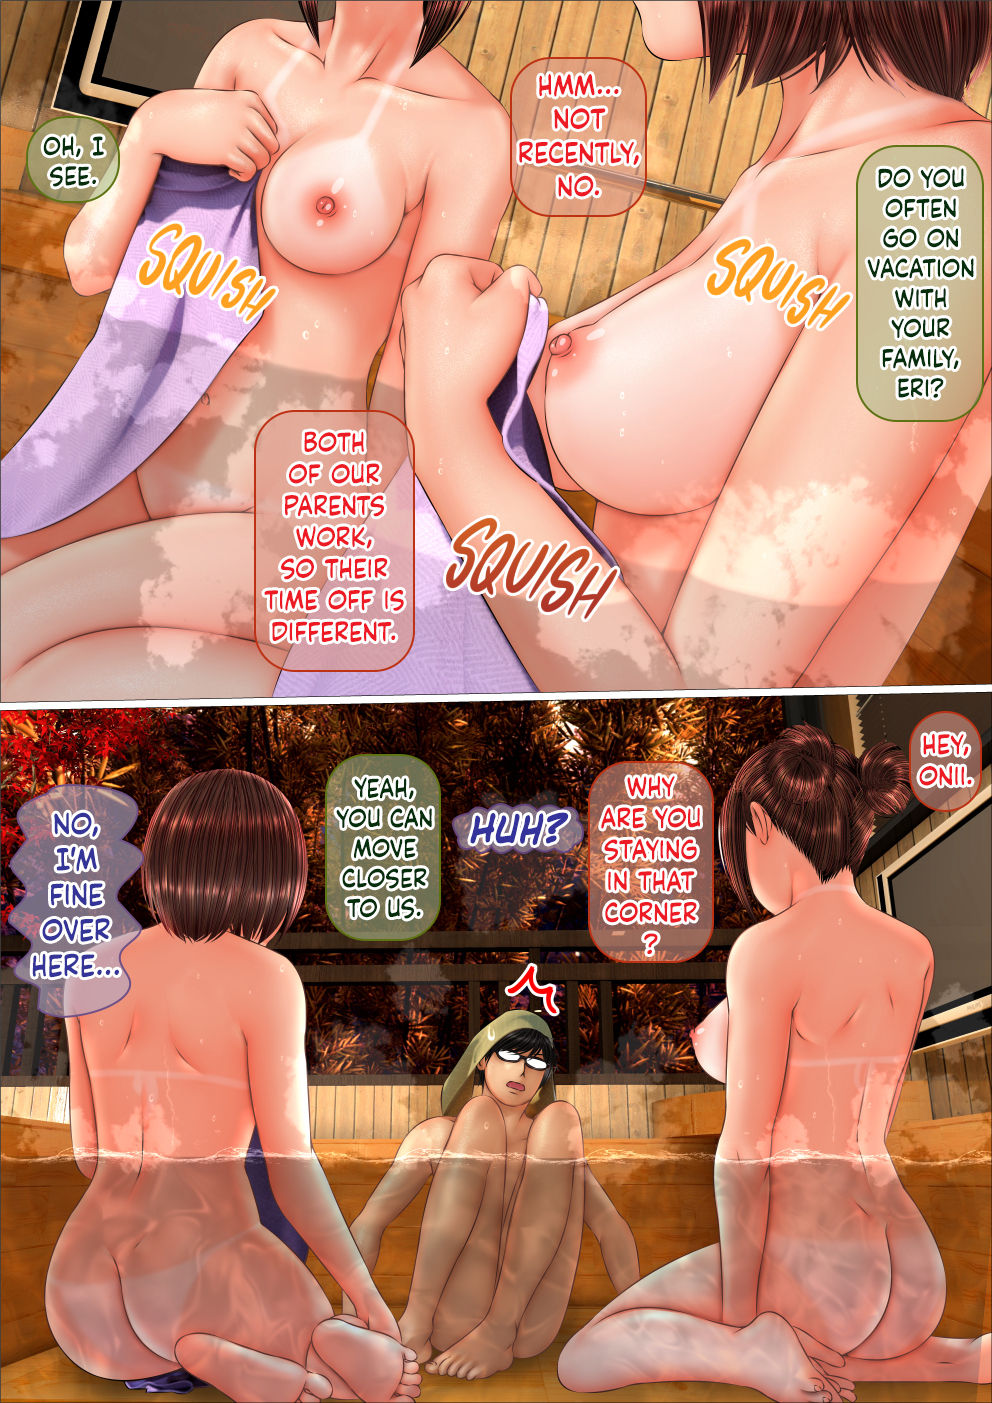 DO YOU
OFTEN
GO ON
VACATION
WITH
YOUR
FAMILY,
ERI?
HMM...
NOT
RECENTLY,
NO.
OH, I
SEE.
SQUISH
SQUISH
BOTH
OF OUR
PARENTS
WORK,
SO THEIR
TIME OFF IS
DIFFERENT.
SQUISH
HEY,
ONII.
WHY
ARE YOU
STAYING
IN THAT
CORNER
?
HUH?
YEAH,
YOU CAN
MOVE
CLOSER
TO US.
NO,
I'M
FINE
OVER
HERE...